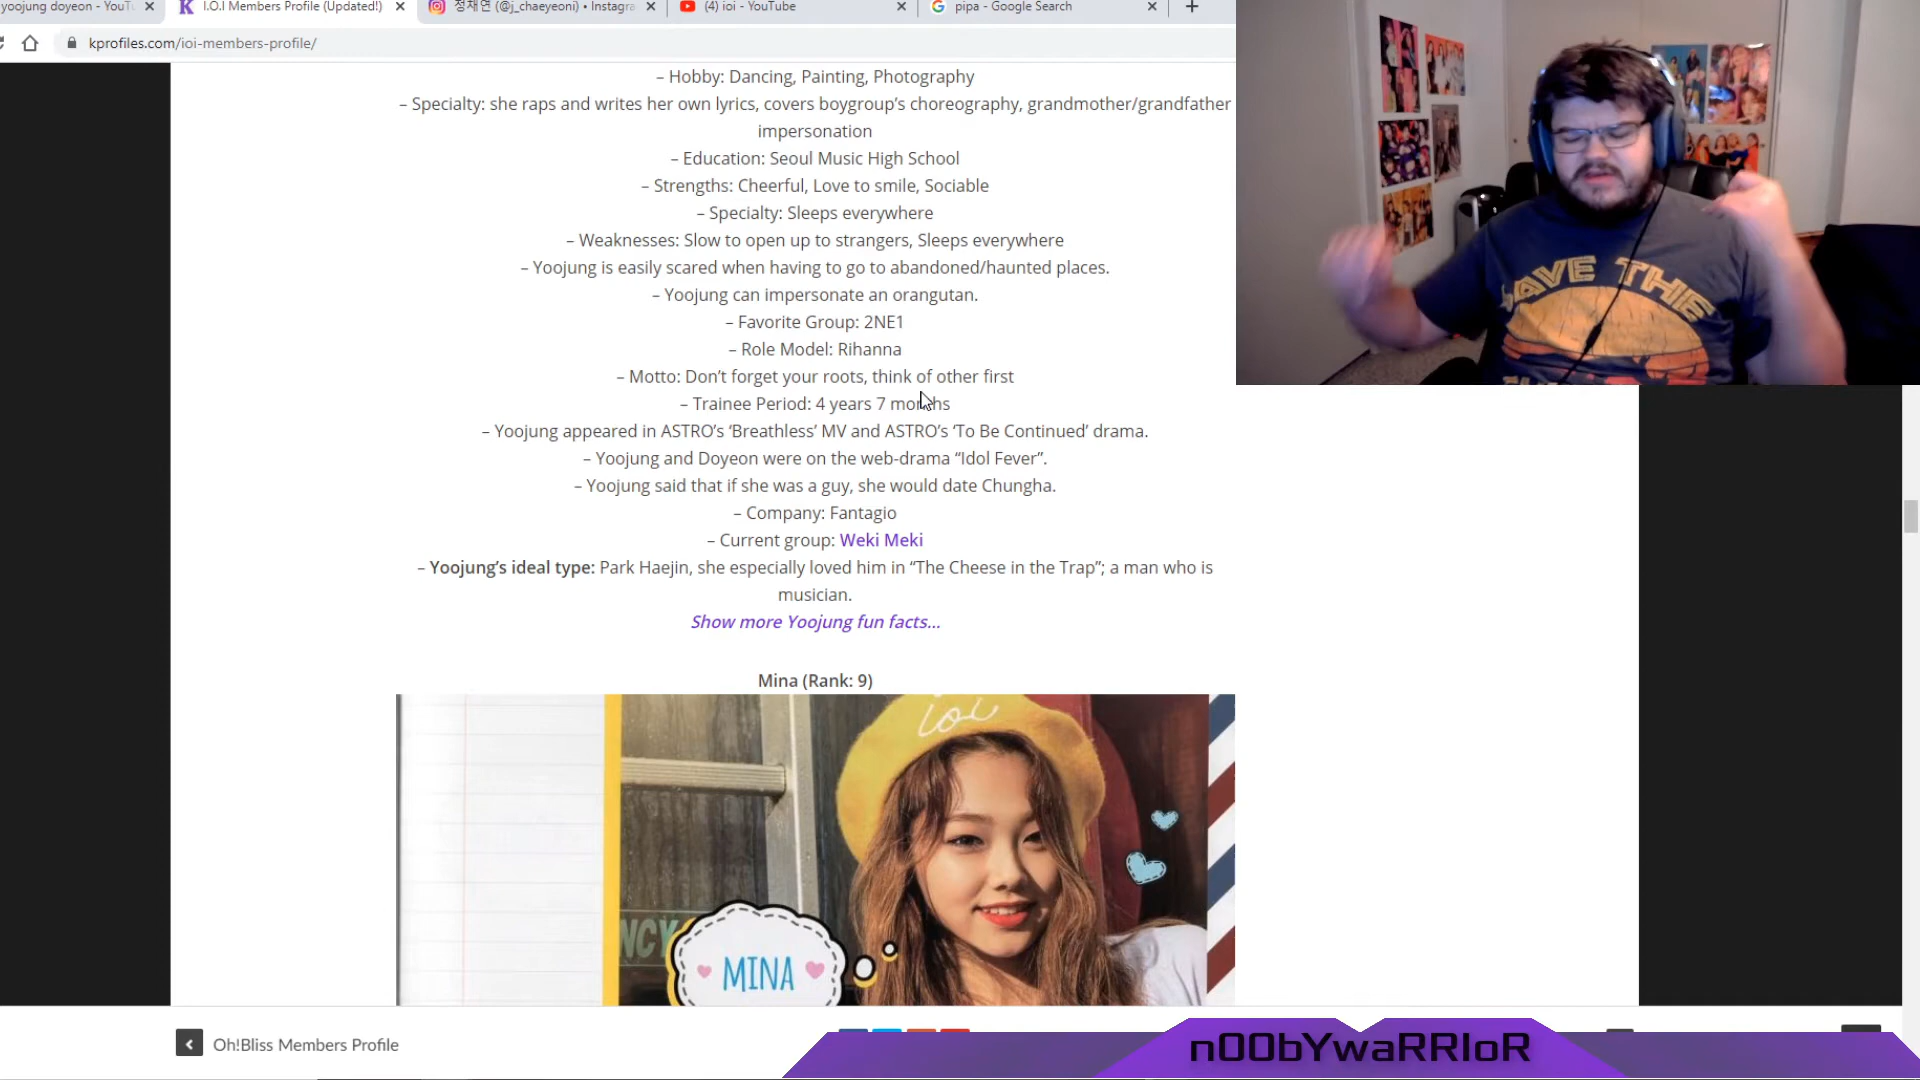 yoojung doyeon - YouT
I.O.I Members Profile (Updated!)
정채연 (@j_chaeyeoni) • Instagra
(4) ioi - YouTube
pipa - Google Search
kprofiles.com/ioi-members-profile/
– Hobby: Dancing, Painting, Photography
– Specialty: she raps and writes her own lyrics, covers boygroup’s choreography, grandmother/grandfather
impersonation
– Education: Seoul Music High School
– Strengths: Cheerful, Love to smile, Sociable
– Specialty: Sleeps everywhere
– Weaknesses: Slow to open up to strangers, Sleeps everywhere
– Yoojung is easily scared when having to go to abandoned/haunted places.
– Yoojung can impersonate an orangutan.
– Favorite Group: 2NE1
– Role Model: Rihanna
– Motto: Don’t forget your roots, think of other first
– Trainee Period: 4 years 7 months
– Yoojung appeared in ASTRO’s ‘Breathless’ MV and ASTRO’s ‘To Be Continued’ drama.
– Yoojung and Doyeon were on the web-drama “Idol Fever”.
– Yoojung said that if she was a guy, she would date Chungha.
– Company: Fantagio
– Current group: Weki Meki
– Yoojung’s ideal type: Park Haejin, she especially loved him in “The Cheese in the Trap”; a man who is
musician.
Show more Yoojung fun facts...
Mina (Rank: 9)
ioi
NCY
MINA
SAVE THE
Oh!Bliss Members Profile
n00bYwaRRIoR